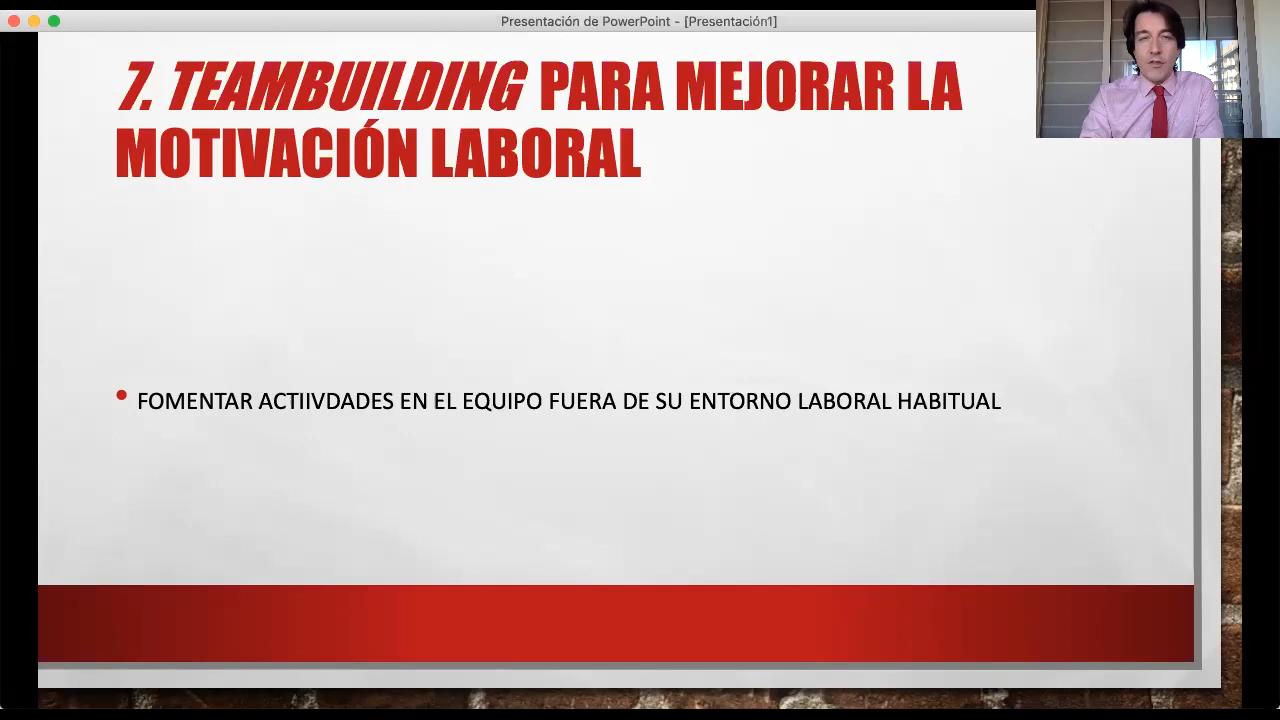 Presentación de PowerPoint - [Presentación1]
7. TEAMBUILDING PARA MEJORAR LA
MOTIVACIÓN LABORAL
• FOMENTAR ACTIIVDADES EN EL EQUIPO FUERA DE SU ENTORNO LABORAL HABITUAL